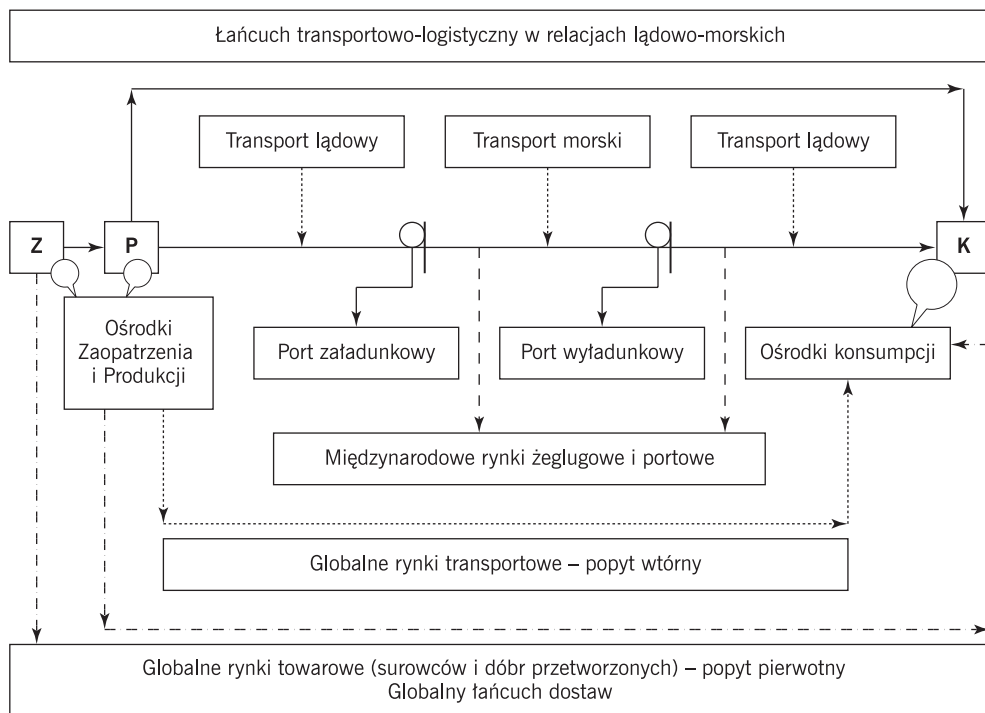 Łańcuch transportowo-logistyczny w relacjach lądowo-morskich
Transport lądowy
Transport morski
Transport lądowy
Z
P
K
Ośrodki
Zaopatrzenia
i Produkcji
Port załadunkowy
Port wyładunkowy
Ośrodki konsumpcji
Międzynarodowe rynki żeglugowe i portowe
Globalne rynki transportowe – popyt wtórny
Globalne rynki towarowe (surowców i dóbr przetworzonych) – popyt pierwotny
Globalny łańcuch dostaw